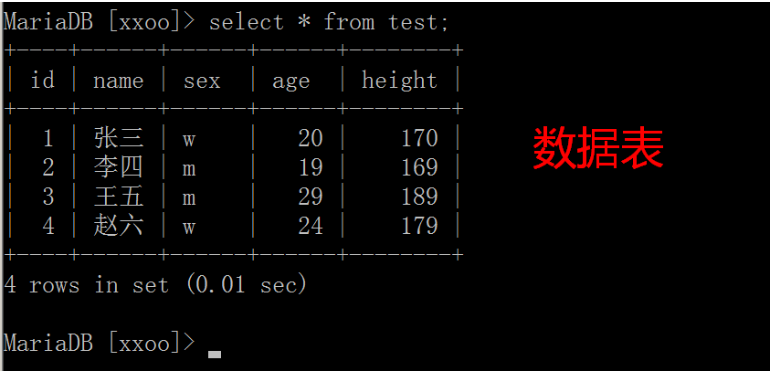 MariaDB [xxoo]> select * from test;
+----+------+------+------+--------+
| id | name | sex  | age  | height |
+----+------+------+------+--------+
|  1 | 张三 | w    |   20 |    170 |
|  2 | 李四 | m    |   19 |    169 |
|  3 | 王五 | m    |   29 |    189 |
|  4 | 赵六 | w    |   24 |    179 |
+----+------+------+------+--------+
数据表
4 rows in set (0.01 sec)
MariaDB [xxoo]> _